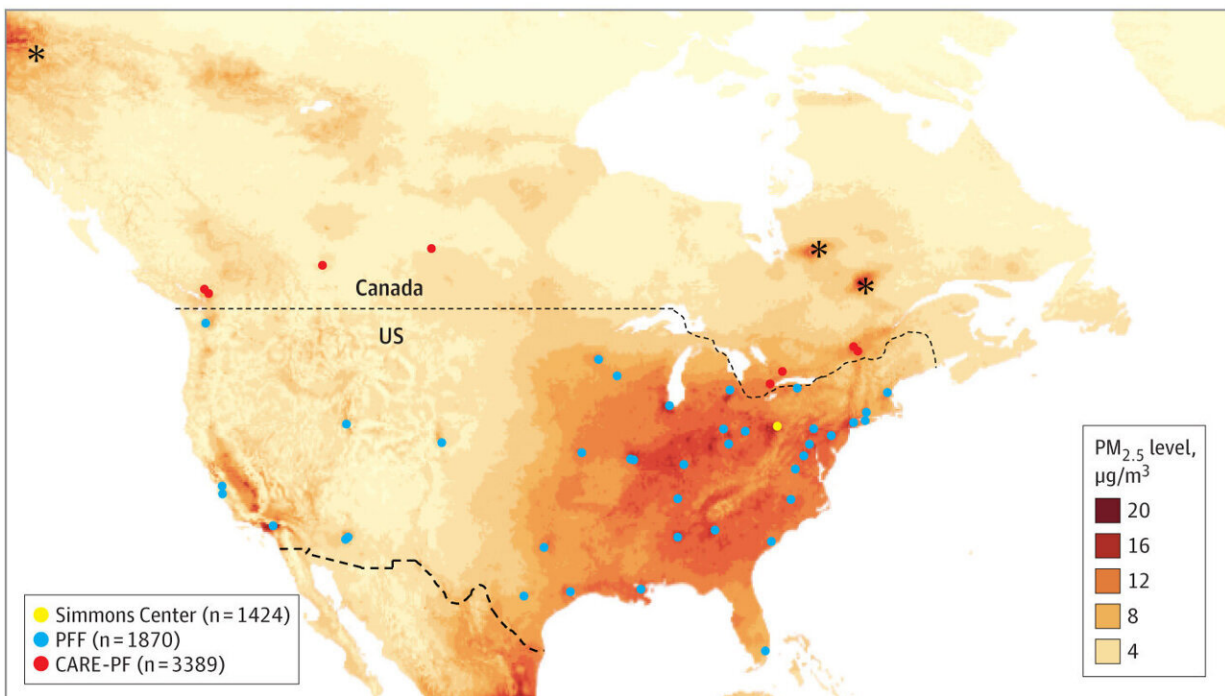 *
*
*
Canada
US
PM2.5 level,
µg/m3
20
16
12
8
4
Simmons Center (n=1424)
PFF (n=1870)
CARE-PF (n=3389)